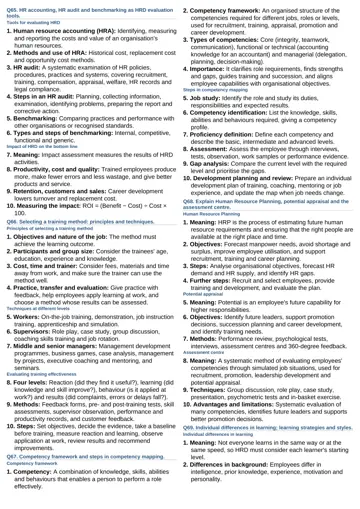 Q65. HR accounting, HR audit and benchmarking as HRD evaluation
tools.
Tools for evaluating HRD
1. Human resource accounting (HRA): Identifying, measuring
and reporting the costs and value of an organisation's
human resources.
2. Methods and use of HRA: Historical cost, replacement cost
and opportunity cost methods.
3. HR audit: A systematic examination of HR policies,
procedures, practices and systems, covering recruitment,
training, compensation, appraisal, welfare, HR records and
legal compliance.
4. Steps in an HR audit: Planning, collecting information,
examination, identifying problems, preparing the report and
corrective action.
5. Benchmarking: Comparing practices and performance with
other organisations or recognised standards.
6. Types and steps of benchmarking: Internal, competitive,
functional and generic.
Impact of HRD on the bottom line
7. Meaning: Impact assessment measures the results of HRD
activities.
8. Productivity, cost and quality: Trained employees produce
more, make fewer errors and less wastage, and give better
products and service.
9. Retention, customers and sales: Career development
lowers turnover and replacement cost.
10. Measuring the impact: ROI = (Benefit − Cost) ÷ Cost ×
100.
Q66. Selecting a training method: principles and techniques.
Principles of selecting a training method
1. Objectives and nature of the job: The method must
achieve the learning outcome.
2. Participants and group size: Consider the trainees' age,
education, experience and knowledge.
3. Cost, time and trainer: Consider fees, materials and time
away from work, and make sure the trainer can use the
method well.
4. Practice, transfer and evaluation: Give practice with
feedback, help employees apply learning at work, and
choose a method whose results can be assessed.
Techniques at different levels
5. Workers: On-the-job training, demonstration, job instruction
training, apprenticeship and simulation.
6. Supervisors: Role play, case study, group discussion,
coaching skills training and job rotation.
7. Middle and senior managers: Management development
programmes, business games, case analysis, management
by projects, executive coaching and mentoring, and
seminars.
Evaluating training effectiveness
8. Four levels: Reaction (did they find it useful?), learning (did
knowledge and skill improve?), behaviour (is it applied at
work?) and results (did complaints, errors or delays fall?).
9. Methods: Feedback forms, pre- and post-training tests, skill
assessments, supervisor observation, performance and
productivity records, and customer feedback.
10. Steps: Set objectives, decide the evidence, take a baseline
before training, measure reaction and learning, observe
application at work, review results and recommend
improvements.
Q67. Competency framework and steps in competency mapping.
Competency framework
1. Competency: A combination of knowledge, skills, abilities
and behaviours that enables a person to perform a role
effectively.
2. Competency framework: An organised structure of the
competencies required for different jobs, roles or levels,
used for recruitment, training, appraisal, promotion and
career development.
3. Types of competencies: Core (integrity, teamwork,
communication), functional or technical (accounting
knowledge for an accountant) and managerial (delegation,
planning, decision-making).
4. Importance: It clarifies role requirements, finds strengths
and gaps, guides training and succession, and aligns
employee capabilities with organisational objectives.
Steps in competency mapping
5. Job study: Identify the role and study its duties,
responsibilities and expected results.
6. Competency identification: List the knowledge, skills,
abilities and behaviours required, giving a competency
profile.
7. Proficiency definition: Define each competency and
describe the basic, intermediate and advanced levels.
8. Assessment: Assess the employee through interviews,
tests, observation, work samples or performance evidence.
9. Gap analysis: Compare the current level with the required
level and prioritise the gaps.
10. Development planning and review: Prepare an individual
development plan of training, coaching, mentoring or job
experience, and update the map when job needs change.
Q68. Explain Human Resource Planning, potential appraisal and the
assessment centre.
Human Resource Planning
1. Meaning: HRP is the process of estimating future human
resource requirements and ensuring that the right people are
available at the right place and time.
2. Objectives: Forecast manpower needs, avoid shortage and
surplus, improve employee utilisation, and support
recruitment, training and career planning.
3. Steps: Analyse organisational objectives, forecast HR
demand and HR supply, and identify HR gaps.
4. Further steps: Recruit and select employees, provide
training and development, and evaluate the plan.
Potential appraisal
5. Meaning: Potential is an employee's future capability for
higher responsibilities.
6. Objectives: Identify future leaders, support promotion
decisions, succession planning and career development,
and identify training needs.
7. Methods: Performance review, psychological tests,
interviews, assessment centres and 360-degree feedback.
Assessment centre
8. Meaning: A systematic method of evaluating employees'
competencies through simulated job situations, used for
recruitment, promotion, leadership development and
potential appraisal.
9. Techniques: Group discussion, role play, case study,
presentation, psychometric tests and in-basket exercise.
10. Advantages and limitations: Systematic evaluation of
many competencies, identifies future leaders and supports
better promotion decisions.
Q69. Individual differences in learning; learning strategies and styles.
Individual differences in learning
1. Meaning: Not everyone learns in the same way or at the
same speed, so HRD must consider each learner's starting
level.
2. Differences in background: Employees differ in
intelligence, prior knowledge, experience, motivation and
personality.